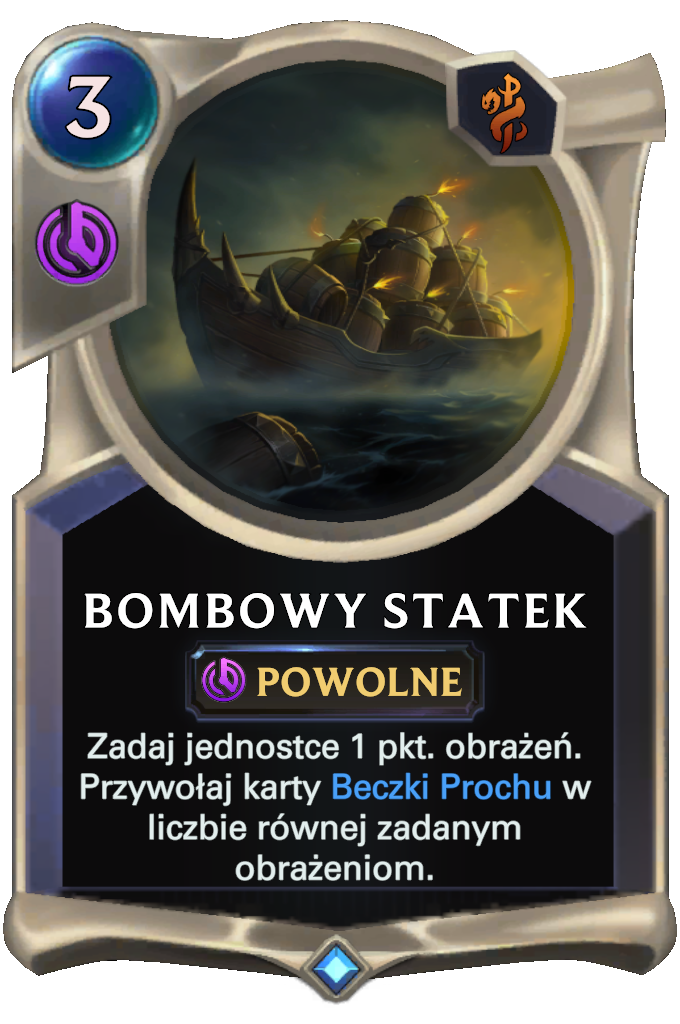 3
BOMBOWY STATEK
POWOLNE
Zadaj jednostce 1 pkt. obrażeń.
Przywołaj karty Beczki Prochu w
liczbie równej zadanym
obrażeniom.